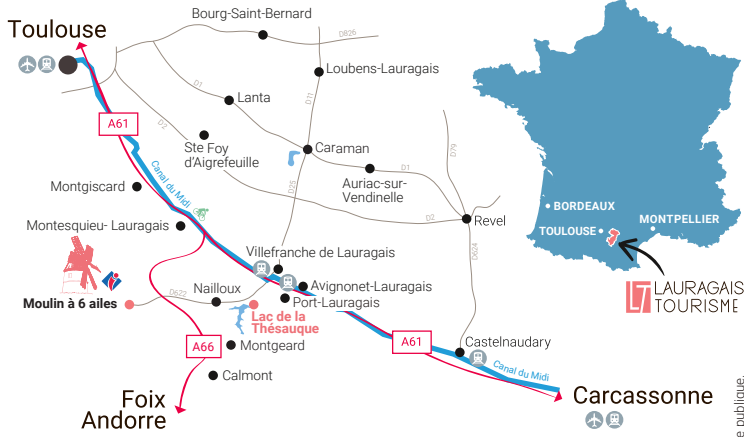 Bourg-Saint-Bernard
Toulouse
D826
Loubens-Lauragais
D1
D11
Lanta
A61
D2
Ste Foy
d'Aigrefeuille
Caraman
D79
D1
Canal du Midi
Auriac-sur-
Vendinelle
D25
Montgiscard
BORDEAUX
D2
Revel
MONTPELLIER
Montesquieu- Lauragais
TOULOUSE
Villefranche de Lauragais
D624
Avignonet-Lauragais
LT LAURAGAIS
TOURISME
Nailloux
D622
Moulin à 6 ailes
Port-Lauragais
Lac de la
Thésauque
A66
Montgeard
A61
Castelnaudary
Calmont
Canal du Midi
Foix
Andorre
Carcassonne
e publique.